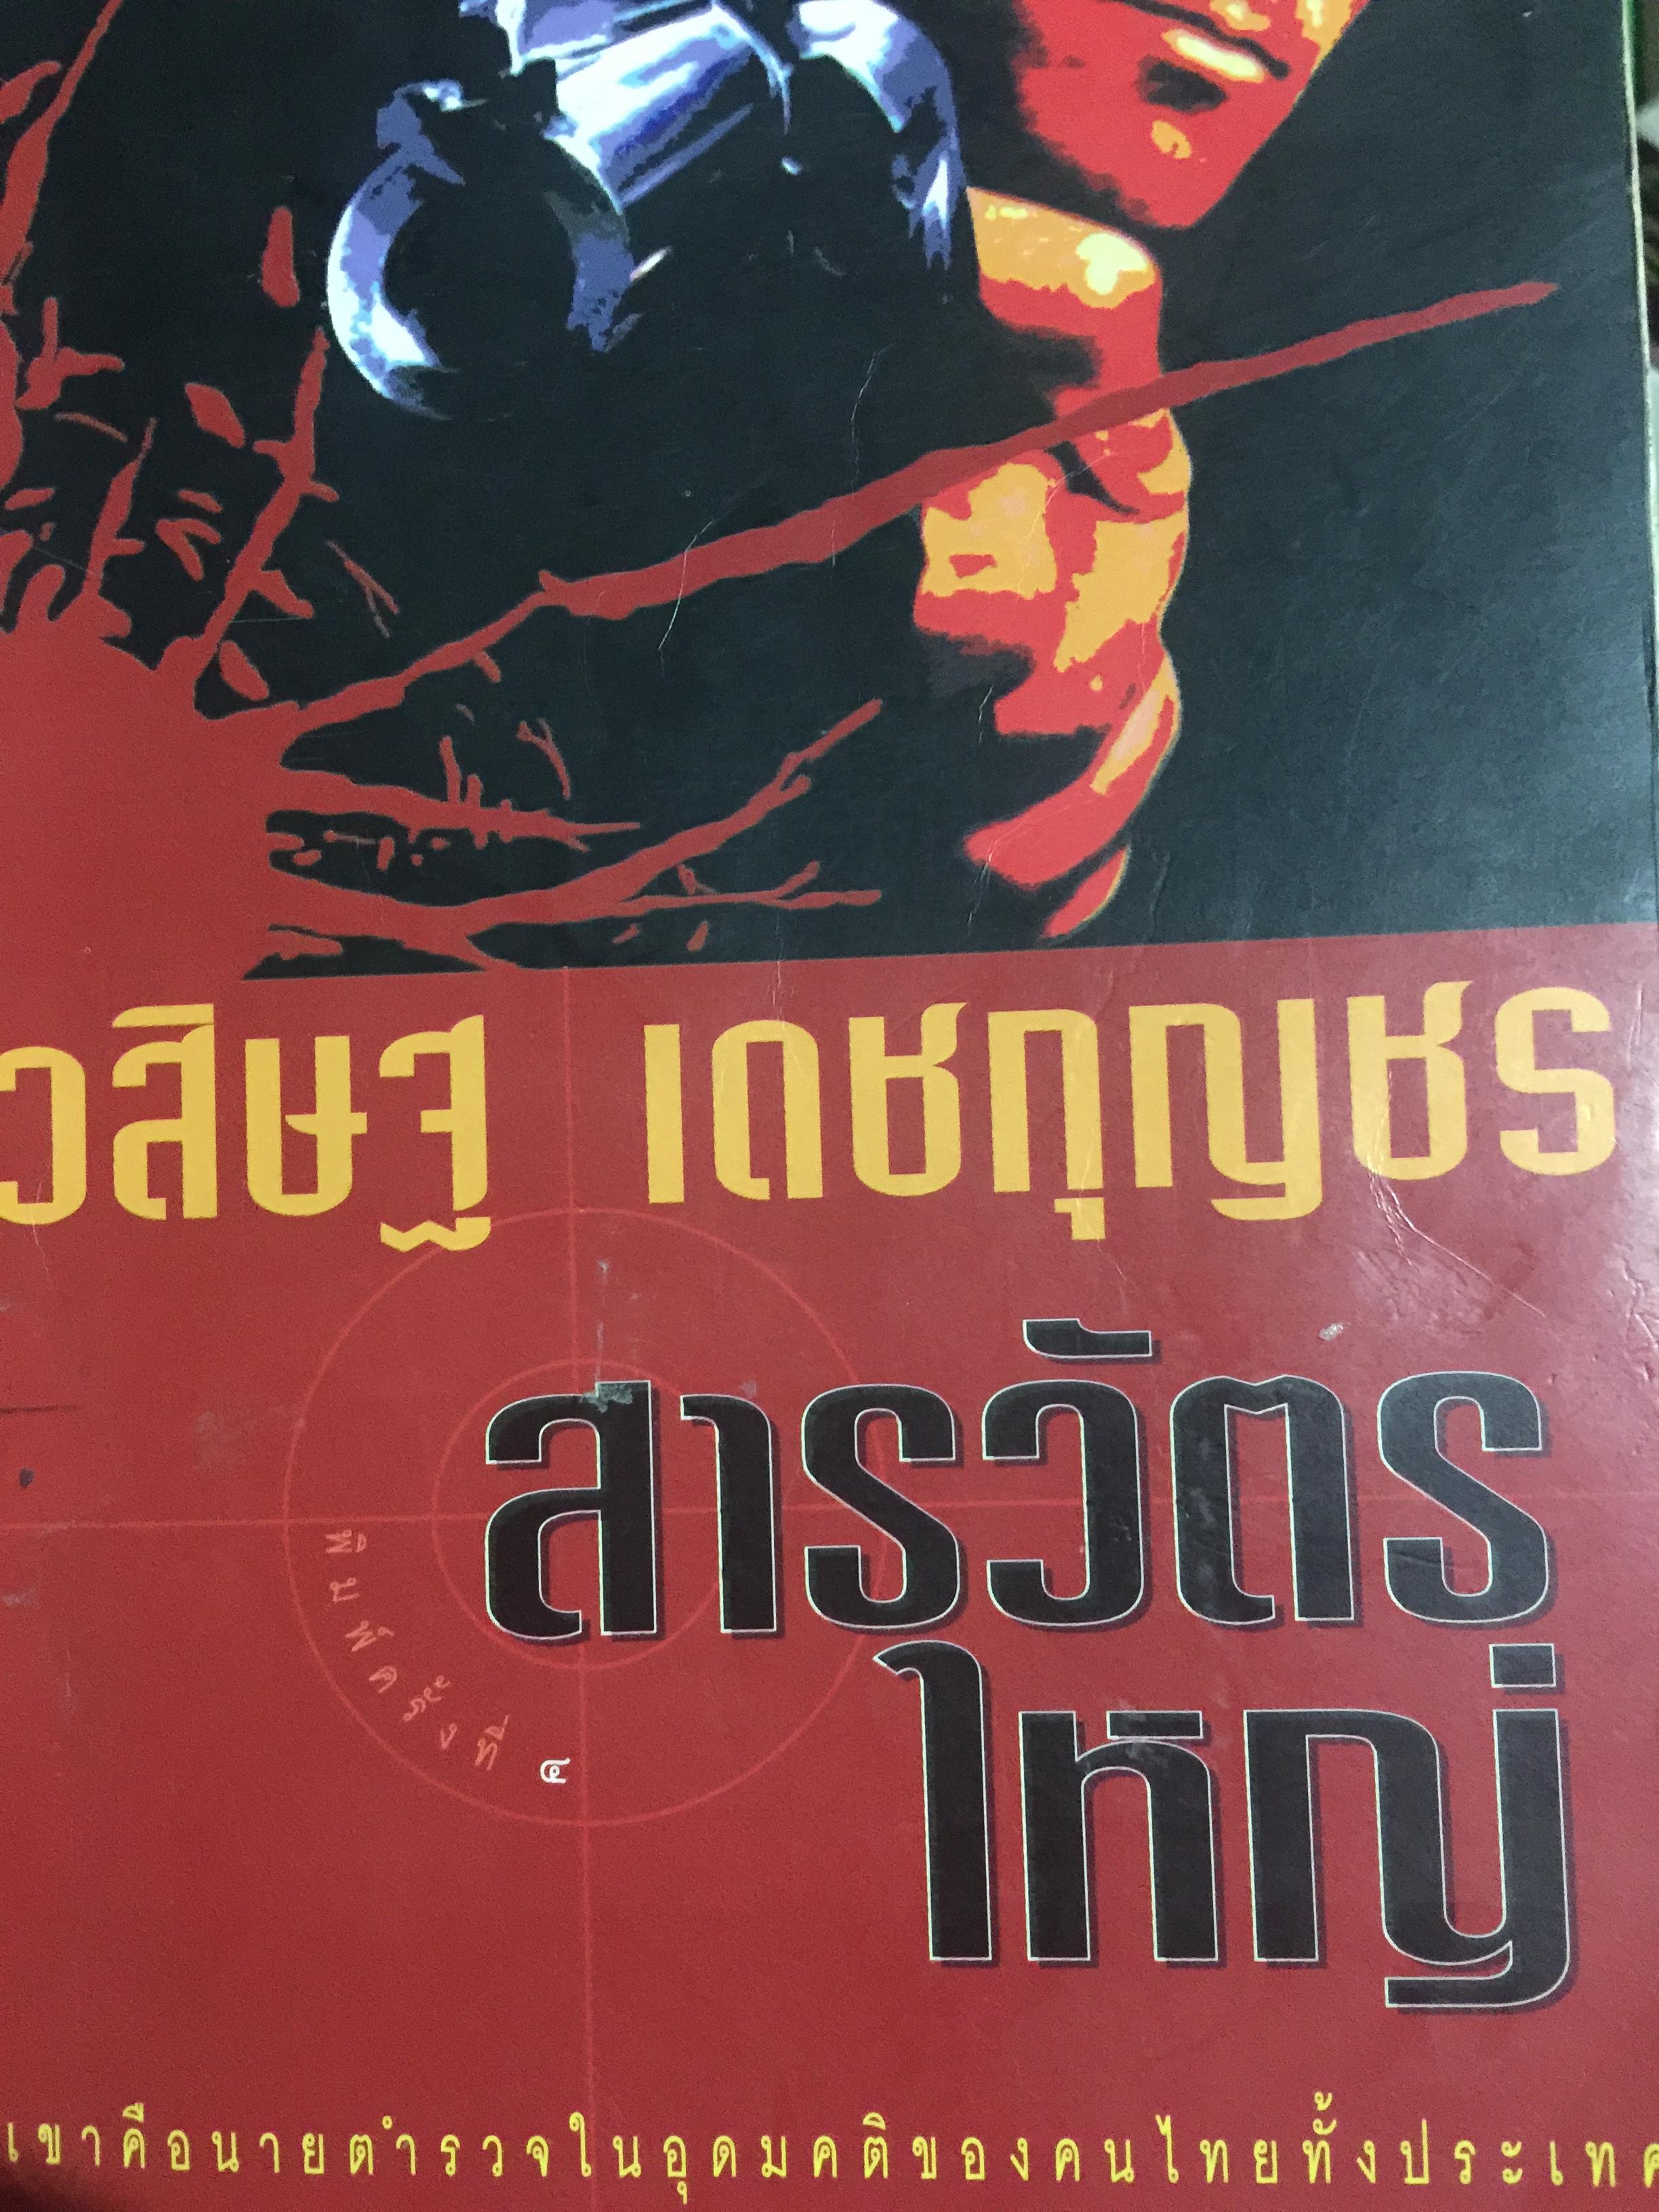 วสิษฐ เดชกุญชร
สารวัตร
ใหญ่
พิมพ์ครั้งที่ ๔
เขาคือนายตำรวจในอุดมคติของคนไทยทั้งประเท